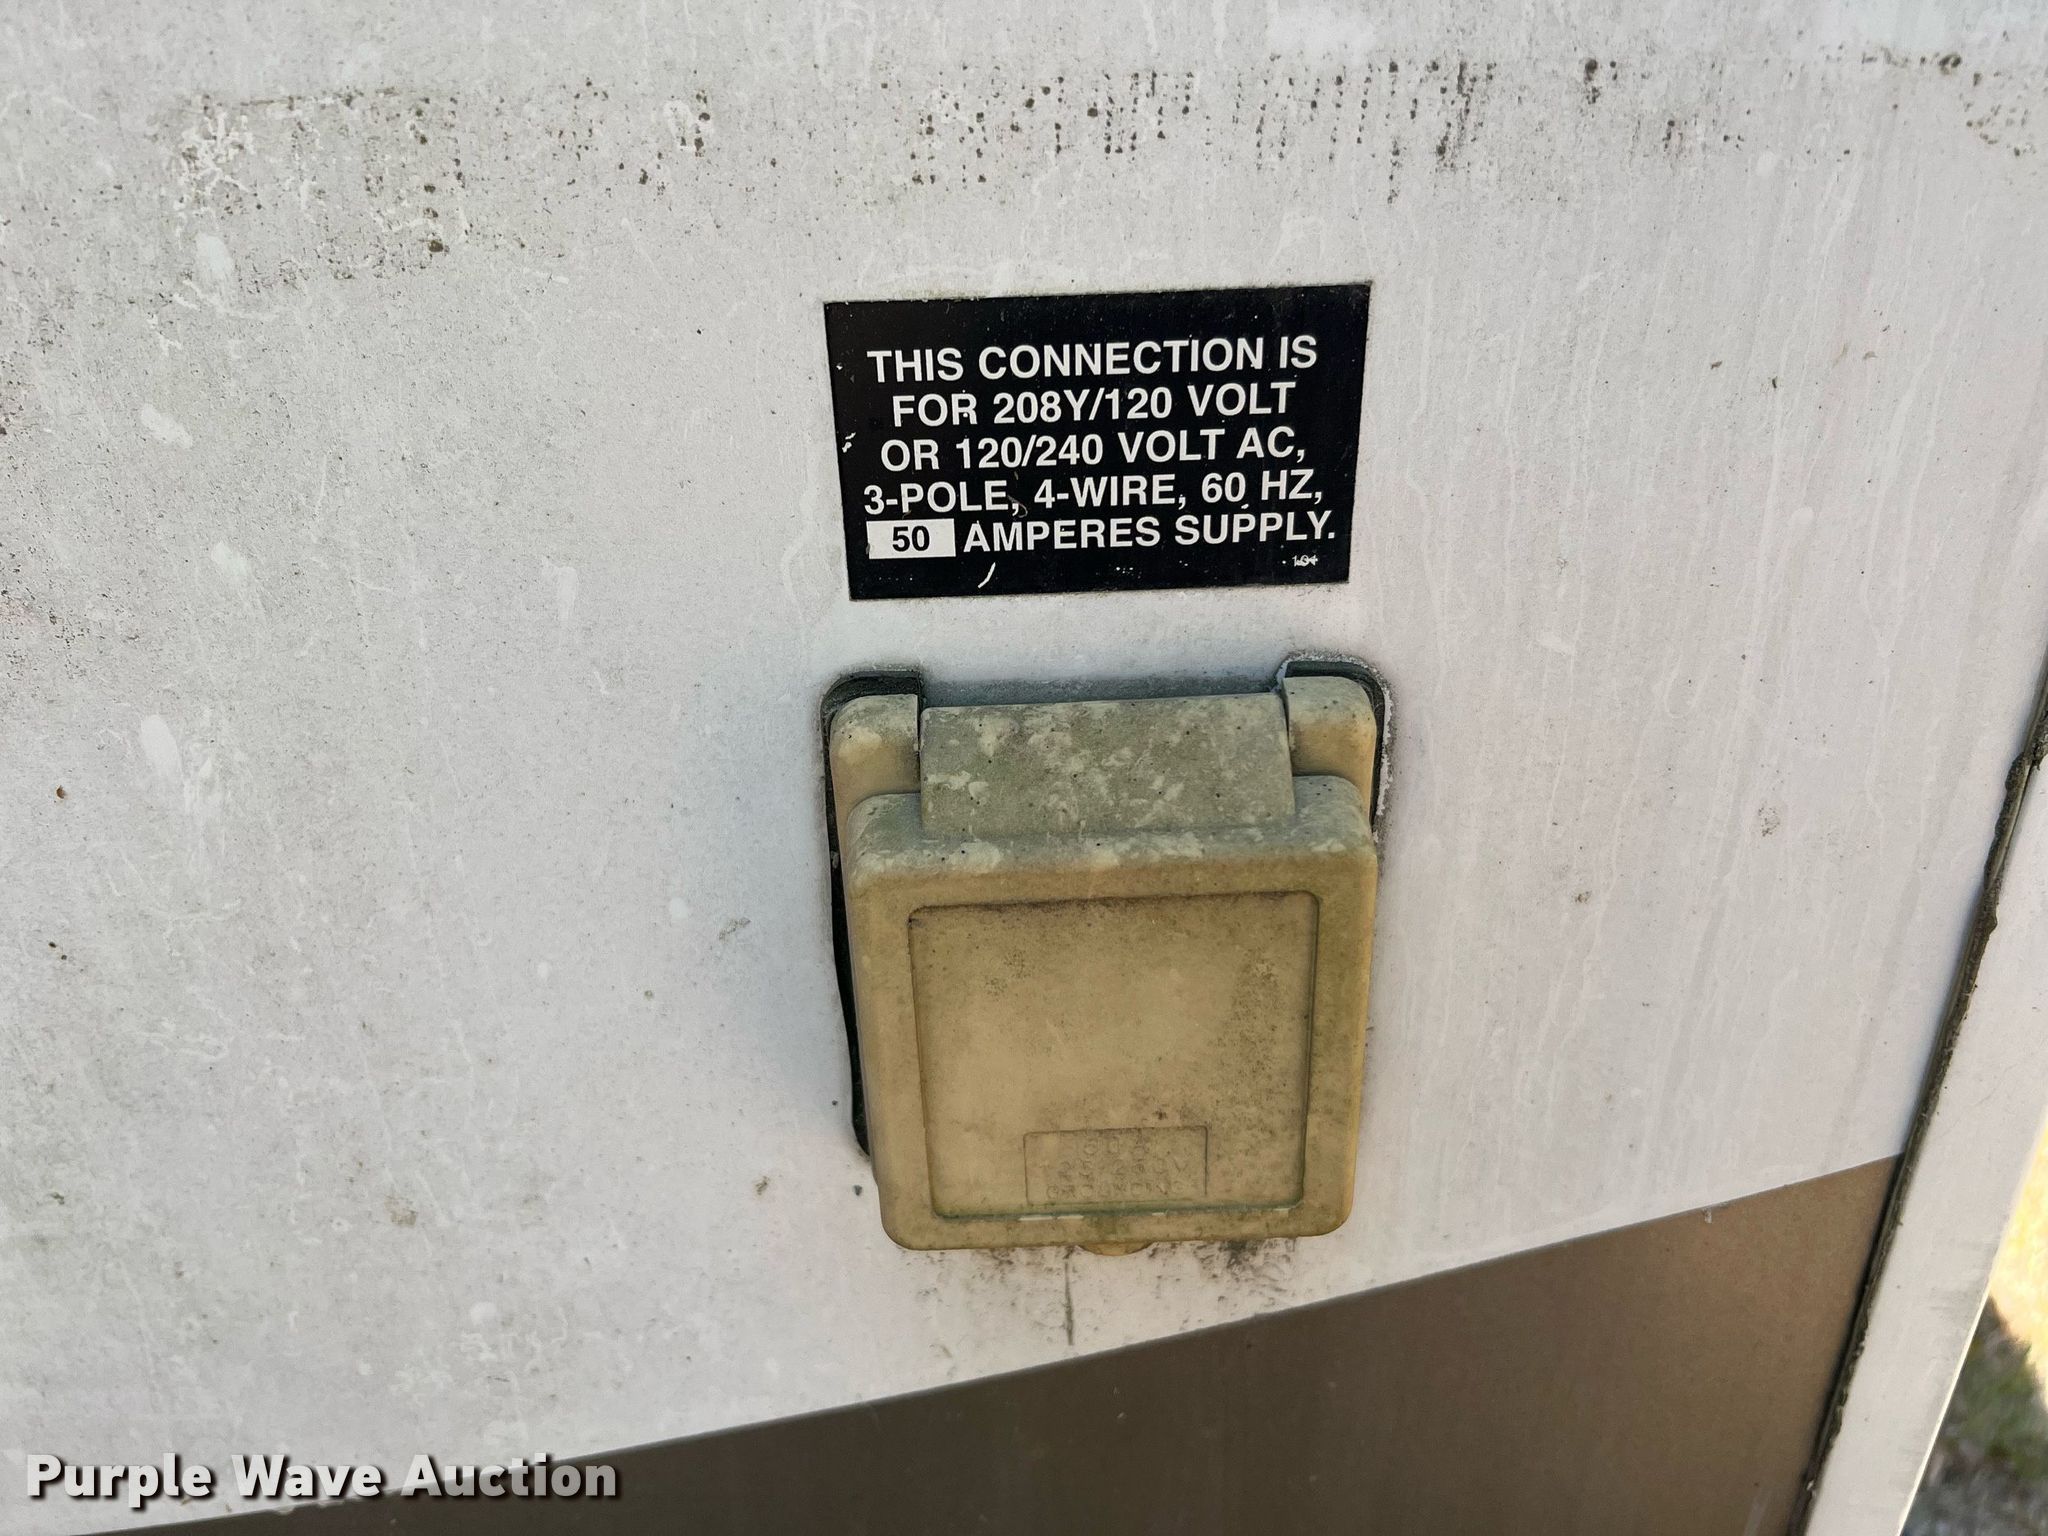 THIS CONNECTION IS
FOR 208Y/120 VOLT
OR 120/240 VOLT AC,
3-POLE, 4-WIRE, 60 HZ,
50 AMPERES SUPPLY.
Purple Wave Auction